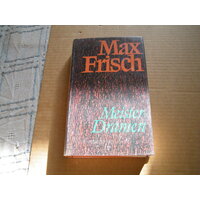 Max
Frisch
Meister
Dramen